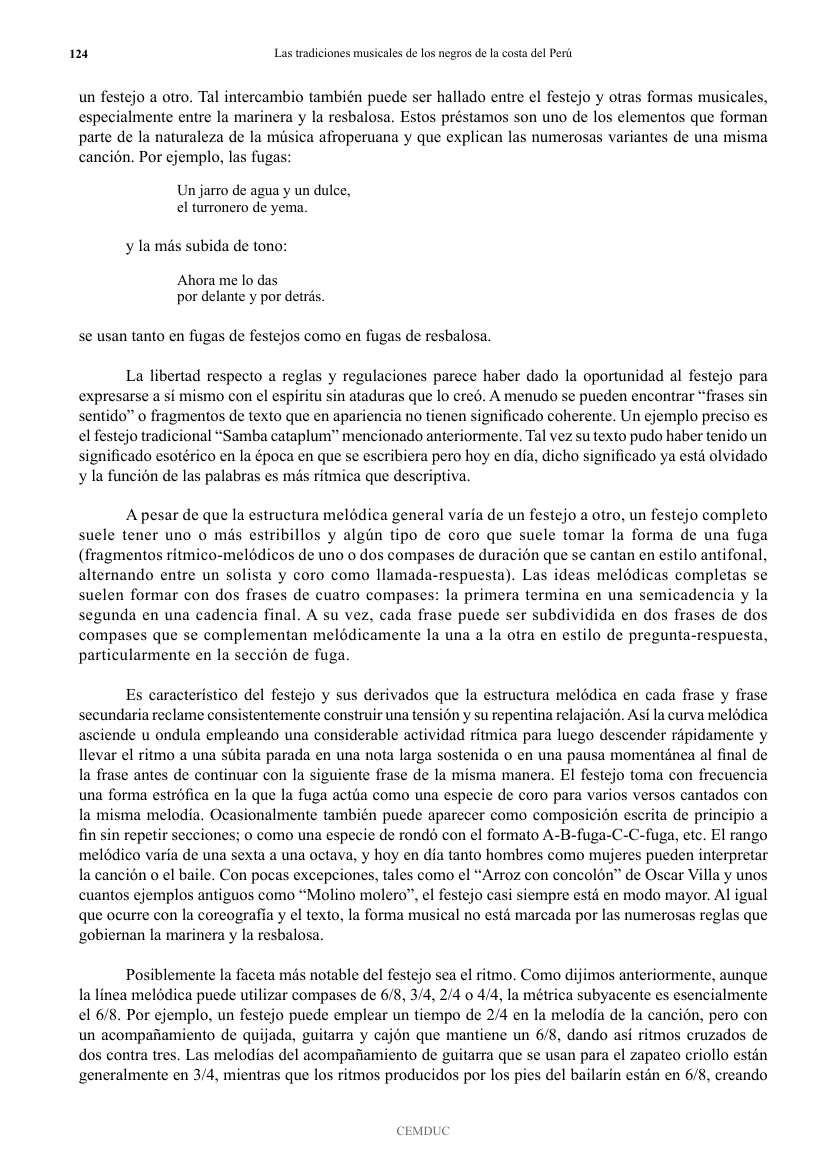 124
Las tradiciones musicales de los negros de la costa del Perú
un festejo a otro. Tal intercambio también puede ser hallado entre el festejo y otras formas musicales,
especialmente entre la marinera y la resbalosa. Estos préstamos son uno de los elementos que forman
parte de la naturaleza de la música afroperuana y que explican las numerosas variantes de una misma
canción. Por ejemplo, las fugas:
Un jarro de agua y un dulce,
el turronero de yema.
y la más subida de tono:
Ahora me lo das
por delante y por detrás.
se usan tanto en fugas de festejos como en fugas de resbalosa.
La libertad respecto a reglas y regulaciones parece haber dado la oportunidad al festejo para
expresarse a sí mismo con el espíritu sin ataduras que lo creó. A menudo se pueden encontrar “frases sin
sentido” o fragmentos de texto que en apariencia no tienen significado coherente. Un ejemplo preciso es
el festejo tradicional “Samba cataplum” mencionado anteriormente. Tal vez su texto pudo haber tenido un
significado esotérico en la época en que se escribiera pero hoy en día, dicho significado ya está olvidado
y la función de las palabras es más rítmica que descriptiva.
A pesar de que la estructura melódica general varía de un festejo a otro, un festejo completo
suele tener uno o más estribillos y algún tipo de coro que suele tomar la forma de una fuga
(fragmentos rítmico-melódicos de uno o dos compases de duración que se cantan en estilo antifonal,
alternando entre un solista y coro como llamada-respuesta). Las ideas melódicas completas se
suelen formar con dos frases de cuatro compases: la primera termina en una semicadencia y la
segunda en una cadencia final. A su vez, cada frase puede ser subdividida en dos frases de dos
compases que se complementan melódicamente la una a la otra en estilo de pregunta-respuesta,
particularmente en la sección de fuga.
Es característico del festejo y sus derivados que la estructura melódica en cada frase y frase
secundaria reclame consistentemente construir una tensión y su repentina relajación. Así la curva melódica
asciende u ondula empleando una considerable actividad rítmica para luego descender rápidamente y
llevar el ritmo a una súbita parada en una nota larga sostenida o en una pausa momentánea al final de
la frase antes de continuar con la siguiente frase de la misma manera. El festejo toma con frecuencia
una forma estrófica en la que la fuga actúa como una especie de coro para varios versos cantados con
la misma melodía. Ocasionalmente también puede aparecer como composición escrita de principio a
fin sin repetir secciones; o como una especie de rondó con el formato A-B-fuga-C-C-fuga, etc. El rango
melódico varía de una sexta a una octava, y hoy en día tanto hombres como mujeres pueden interpretar
la canción o el baile. Con pocas excepciones, tales como el “Arroz con concolón” de Oscar Villa y unos
cuantos ejemplos antiguos como “Molino molero”, el festejo casi siempre está en modo mayor. Al igual
que ocurre con la coreografía y el texto, la forma musical no está marcada por las numerosas reglas que
gobiernan la marinera y la resbalosa.
Posiblemente la faceta más notable del festejo sea el ritmo. Como dijimos anteriormente, aunque
la línea melódica puede utilizar compases de 6/8, 3/4, 2/4 o 4/4, la métrica subyacente es esencialmente
el 6/8. Por ejemplo, un festejo puede emplear un tiempo de 2/4 en la melodía de la canción, pero con
un acompañamiento de quijada, guitarra y cajón que mantiene un 6/8, dando así ritmos cruzados de
dos contra tres. Las melodías del acompañamiento de guitarra que se usan para el zapateo criollo están
generalmente en 3/4, mientras que los ritmos producidos por los pies del bailarín están en 6/8, creando
CEMDUC